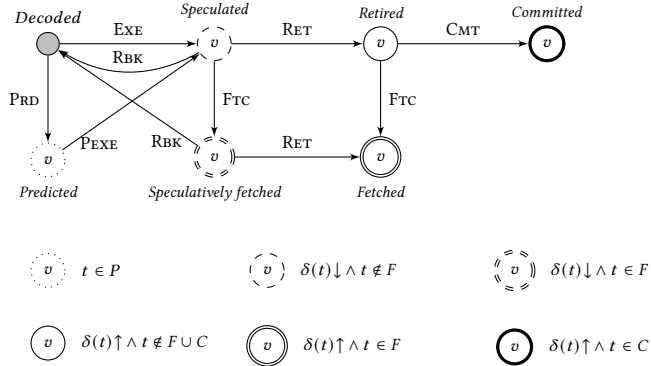 Decoded
Speculated
Retired
Committed
EXE
RET
CMT
v
v
v
RBK
PRD
FTC
FTC
PEXE
RBK
RET
v
v
v
Predicted
Speculatively fetched
Fetched
v t ∈ P
v δ(t)↓ ∧ t ∉ F
v δ(t)↓ ∧ t ∈ F
v δ(t)↑ ∧ t ∉ F ∪ C
v δ(t)↑ ∧ t ∈ F
v δ(t)↑ ∧ t ∈ C